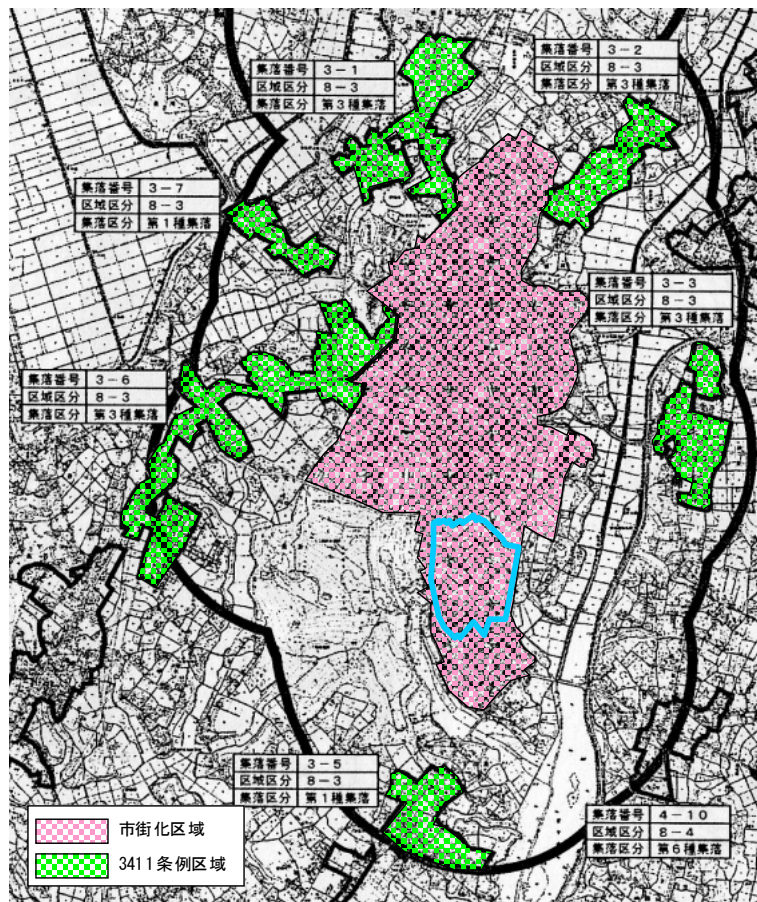 集落番号 3-1
区域区分 8-3
集落区分 第3種集落
集落番号 3-2
区域区分 8-3
集落区分 第3種集落
集落番号 3-7
区域区分 8-3
集落区分 第1種集落
集落番号 3-3
区域区分 8-3
集落区分 第3種集落
集落番号 3-6
区域区分 8-3
集落区分 第3種集落
集落番号 3-5
区域区分 8-3
集落区分 第1種集落
集落番号 4-10
区域区分 8-4
集落区分 第6種集落
市街化区域
3411条例区域